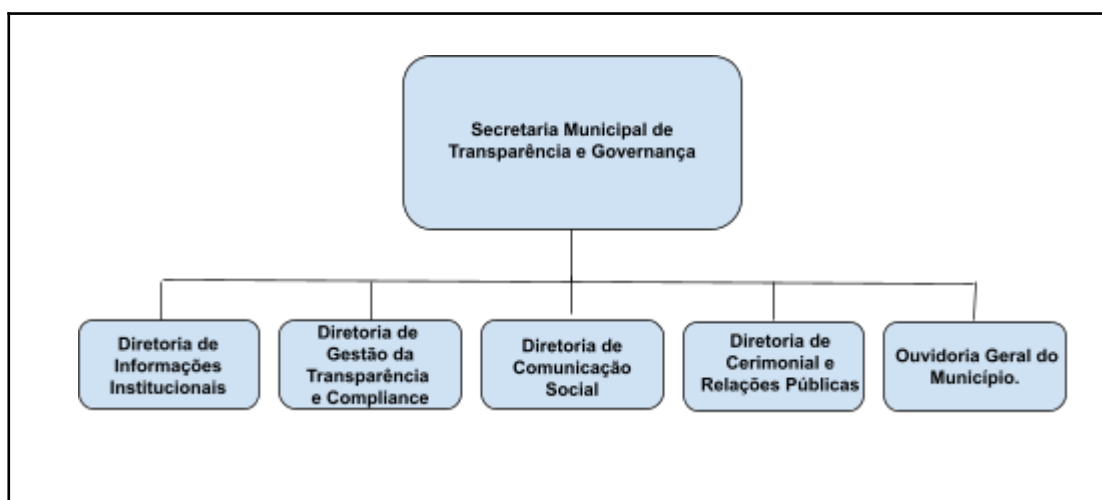 Secretaria Municipal de
Transparência e Governança
Diretoria de
Informações
Institucionais
Diretoria de
Gestão da
Transparência
e Compliance
Diretoria de
Comunicação
Social
Diretoria de
Cerimonial e
Relações Públicas
Ouvidoria Geral do
Município.